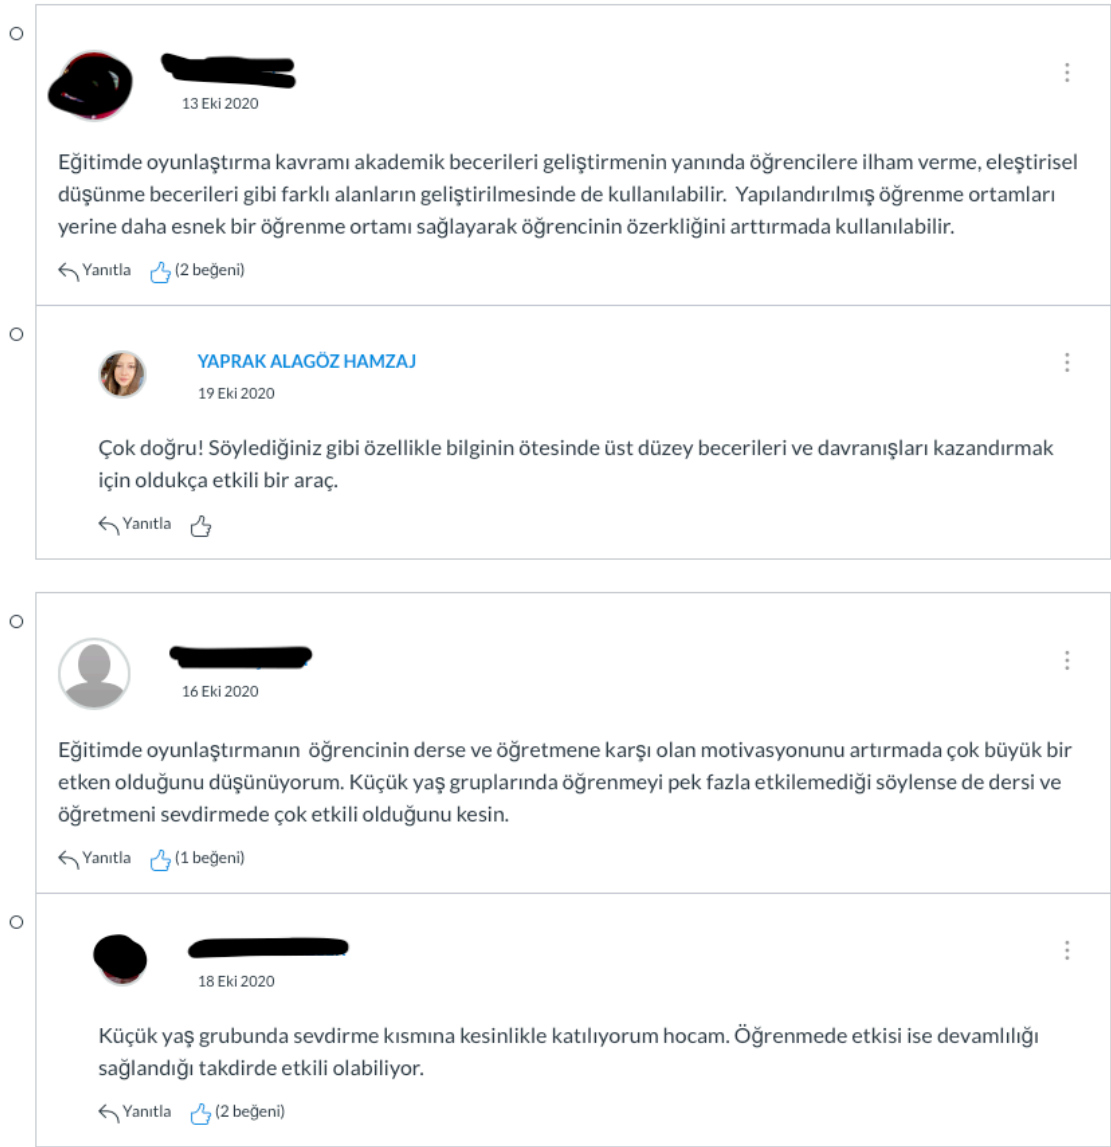 13 Eki 2020
Eğitimde oyunlaştırma kavramı akademik becerileri geliştirmenin yanında öğrencilere ilham verme, eleştirisel
düşünme becerileri gibi farklı alanların geliştirilmesinde de kullanılabilir. Yapılandırılmış öğrenme ortamları
yerine daha esnek bir öğrenme ortamı sağlayarak öğrencinin özerkliğini arttırmada kullanılabilir.
Yanıtla (2 beğeni)
YAPRAK ALAGÖZ HAMZAJ
19 Eki 2020
Çok doğru! Söylediğiniz gibi özellikle bilginin ötesinde üst düzey becerileri ve davranışları kazandırmak
için oldukça etkili bir araç.
Yanıtla
16 Eki 2020
Eğitimde oyunlaştırmanın öğrencinin derse ve öğretmene karşı olan motivasyonunu artırmada çok büyük bir
etken olduğunu düşünüyorum. Küçük yaş gruplarında öğrenmeyi pek fazla etkilemediği söylense de dersi ve
öğretmeni sevdirmede çok etkili olduğunu kesin.
Yanıtla (1 beğeni)
18 Eki 2020
Küçük yaş grubunda sevdirme kısmına kesinlikle katılıyorum hocam. Öğrenmede etkisi ise devamlılığı
sağlandığı takdirde etkili olabiliyor.
Yanıtla (2 beğeni)